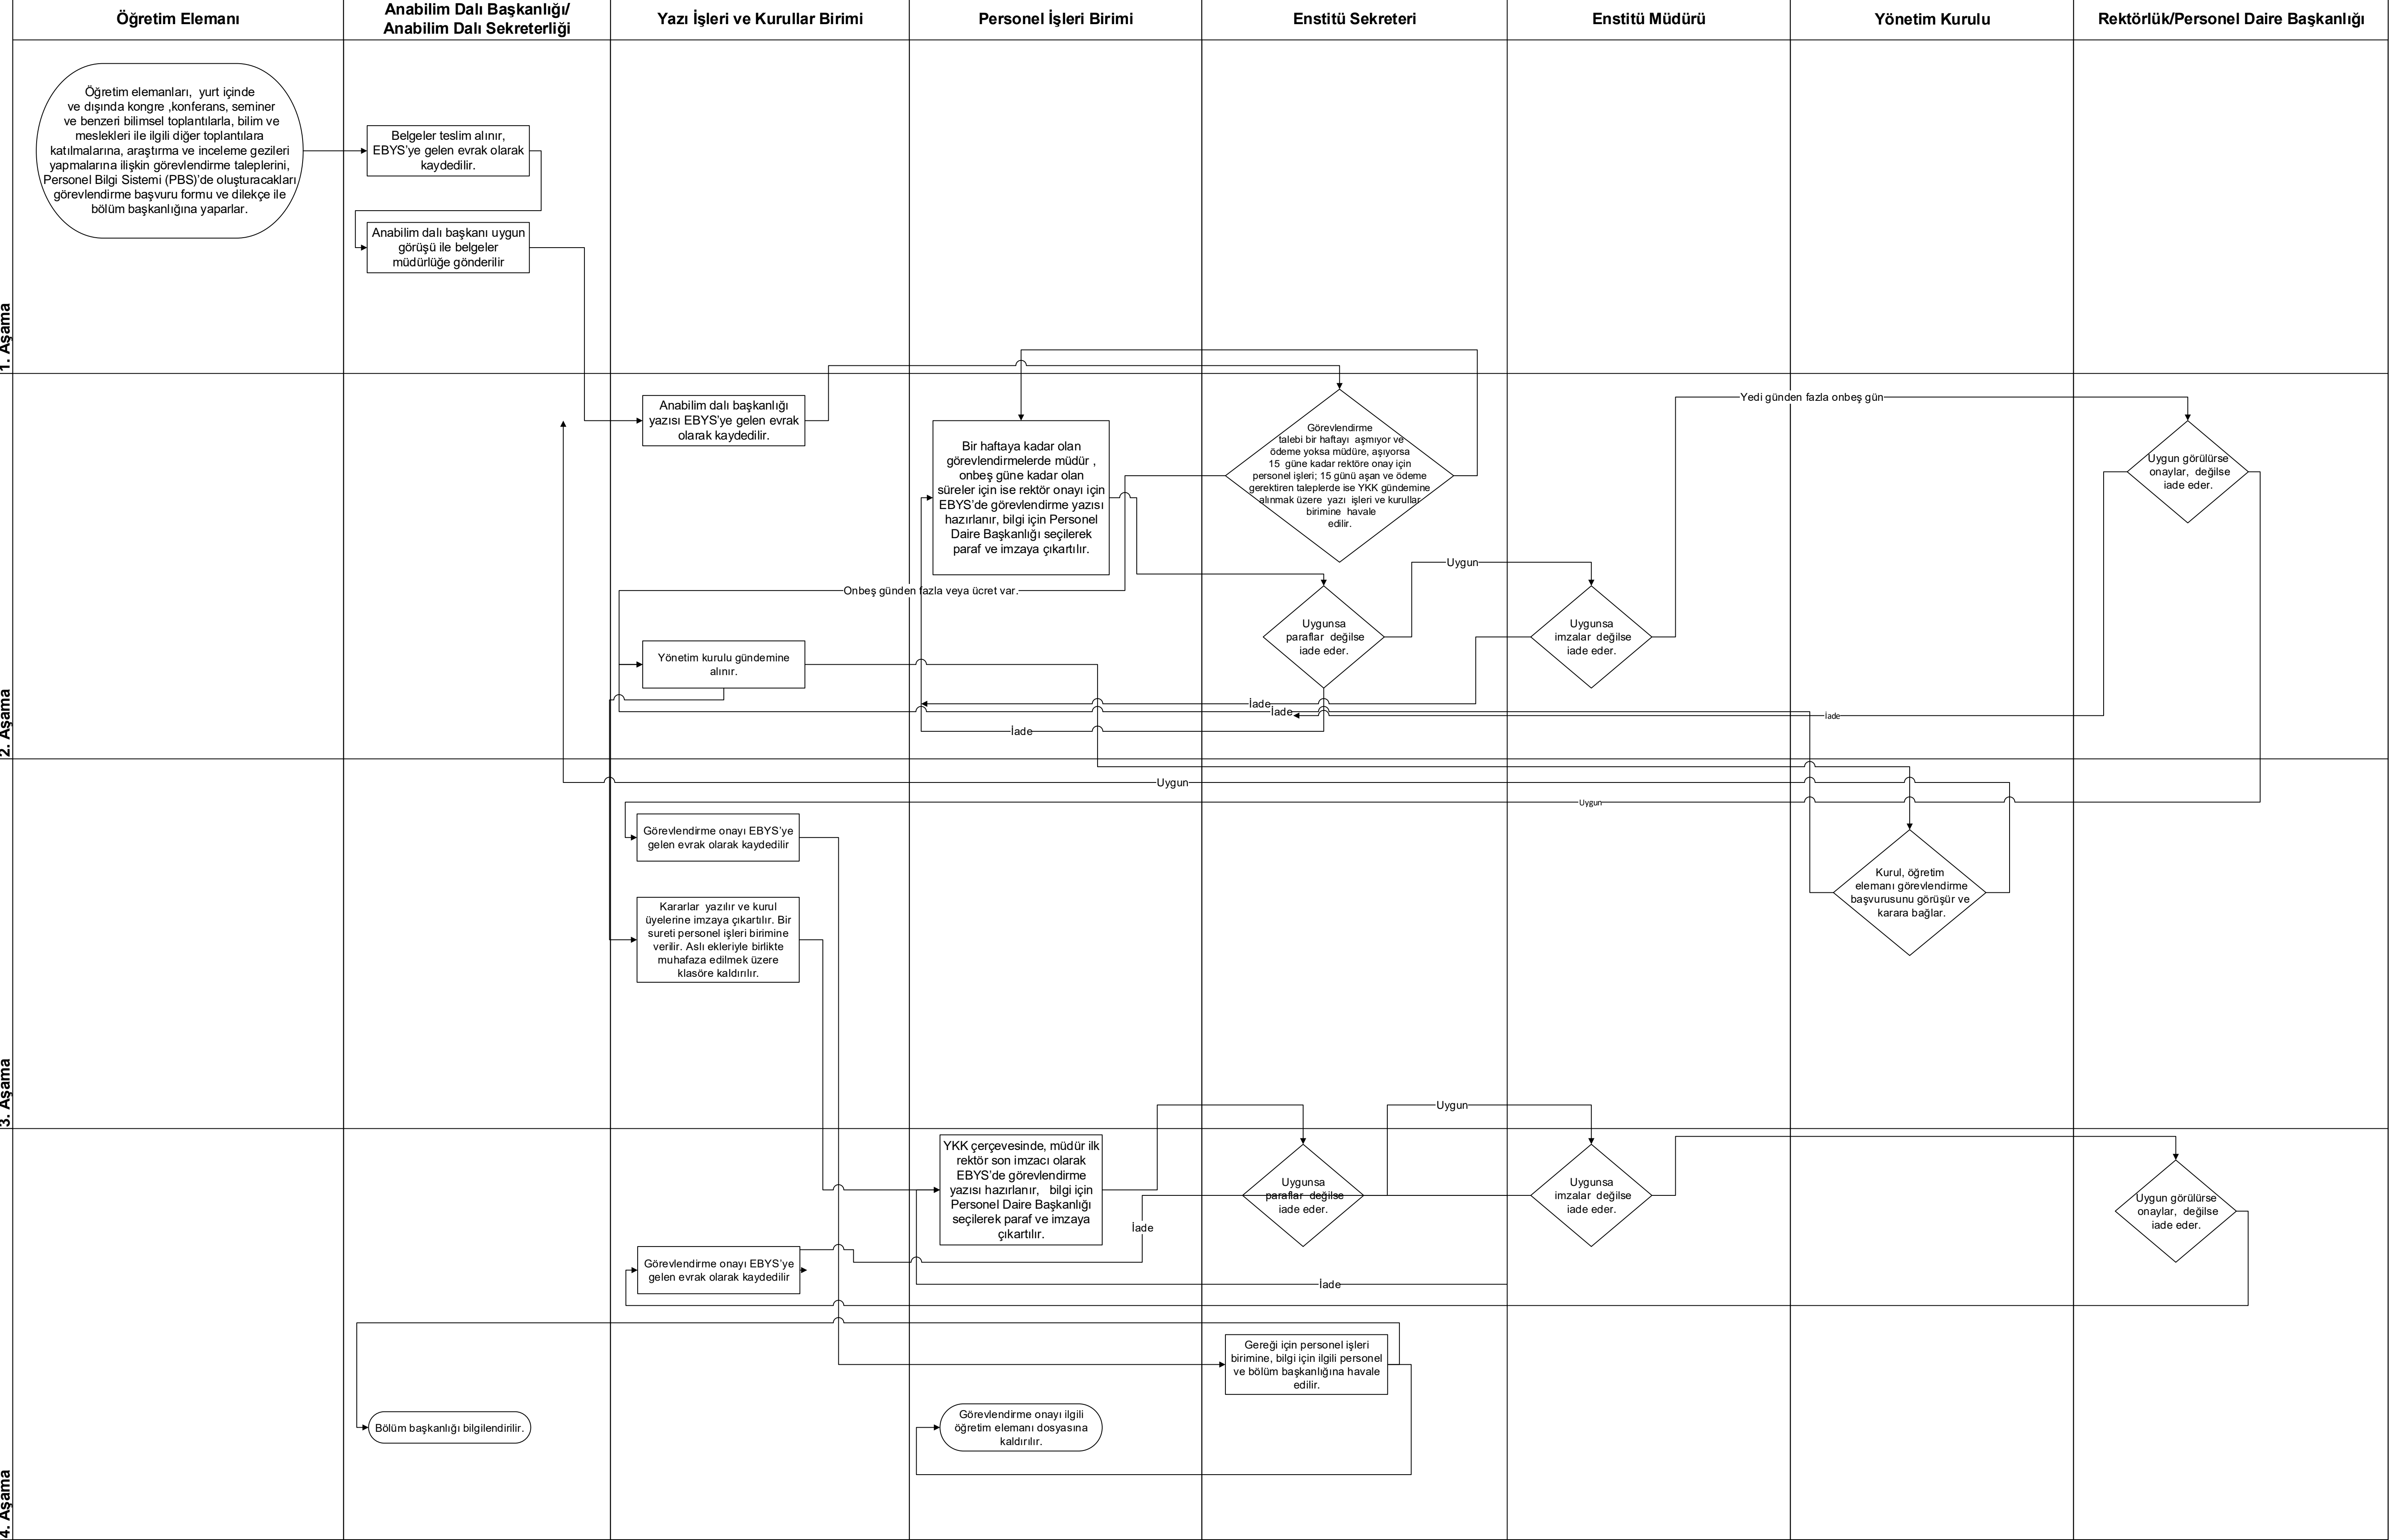 Öğretim Elemanı
Anabilim Dalı Başkanlığı/
Anabilim Dalı Sekreterliği
Yazı İşleri ve Kurullar Birimi
Personel İşleri Birimi
Enstitü Sekreteri
Enstitü Müdürü
Yönetim Kurulu
Rektörlük/Personel Daire Başkanlığı
1. Aşama
Öğretim elemanları, yurt içinde
ve dışında kongre ,konferans, seminer
ve benzeri bilimsel toplantılarla, bilim ve
meslekleri ile ilgili diğer toplantılara
katılmalarına, araştırma ve inceleme gezileri
yapmalarına ilişkin görevlendirme taleplerini,
Personel Bilgi Sistemi (PBS)’de oluşturacakları
görevlendirme başvuru formu ve dilekçe ile
bölüm başkanlığına yaparlar.
Belgeler teslim alınır,
EBYS’ye gelen evrak olarak
kaydedilir.
Anabilim dalı başkanı uygun
görüşü ile belgeler
müdürlüğe gönderilir
2. Aşama
Anabilim dalı başkanlığı
yazısı EBYS’ye gelen evrak
olarak kaydedilir.
Bir haftaya kadar olan
görevlendirmelerde müdür ,
onbeş güne kadar olan
süreler için ise rektör onayı için
EBYS’de görevlendirme yazısı
hazırlanır, bilgi için Personel
Daire Başkanlığı seçilerek
paraf ve imzaya çıkartılır.
Görevlendirme
talebi bir haftayı aşmıyor ve
ödeme yoksa müdüre, aşıyorsa
15 güne kadar rektöre onay için
personel işleri; 15 günü aşan ve ödeme
gerektiren taleplerde ise YKK gündemine
alınmak üzere yazı işleri ve kurullar
birimine havale
edilir.
Yedi günden fazla onbeş gün
Uygun görülürse
onaylar, değilse
iade eder.
Uygun
Onbeş günden fazla veya ücret var.
Uygunsa
paraflar değilse
iade eder.
Uygunsa
imzalar değilse
iade eder.
Yönetim kurulu gündemine
alınır.
İade
İade
İade
İade
3. Aşama
Uygun
Uygun
Görevlendirme onayı EBYS’ye
gelen evrak olarak kaydedilir
Kurul, öğretim
elemanı görevlendirme
başvurusunu görüşür ve
karara bağlar.
Kararlar yazılır ve kurul
üyelerine imzaya çıkartılır. Bir
sureti personel işleri birimine
verilir. Aslı ekleriyle birlikte
muhafaza edilmek üzere
klasöre kaldırılır.
Uygun
4. Aşama
YKK çerçevesinde, müdür ilk
rektör son imzacı olarak
EBYS’de görevlendirme
yazısı hazırlanır, bilgi için
Personel Daire Başkanlığı
seçilerek paraf ve imzaya
çıkartılır.
Uygunsa
paraflar değilse
iade eder.
Uygunsa
imzalar değilse
iade eder.
Uygun görülürse
onaylar, değilse
iade eder.
İade
Görevlendirme onayı EBYS’ye
gelen evrak olarak kaydedilir
İade
Gereği için personel işleri
birimine, bilgi için ilgili personel
ve bölüm başkanlığına havale
edilir.
Bölüm başkanlığı bilgilendirilir.
Görevlendirme onayı ilgili
öğretim elemanı dosyasına
kaldırılır.